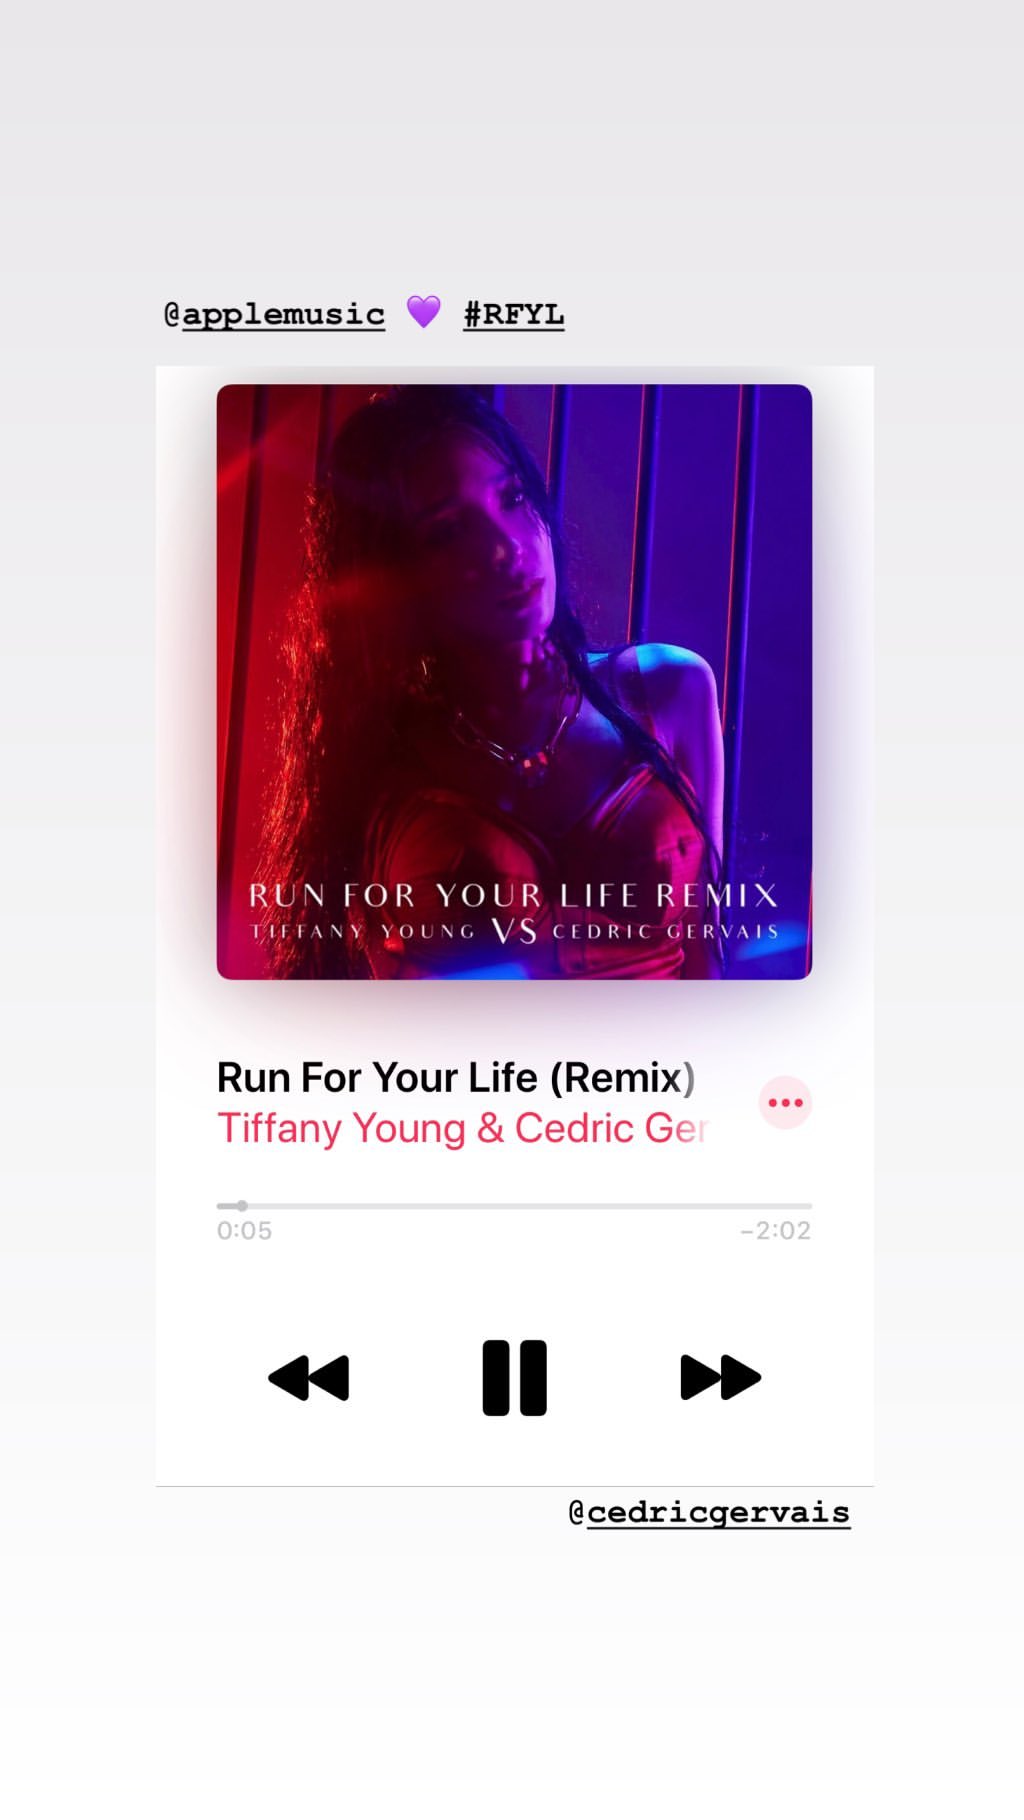 @applemusic 💜 #RFYL
RUN FOR YOUR LIFE REMIX
TIFFANY YOUNG VS CEDRIC GERVAIS
Run For Your Life (Remix)
Tiffany Young & Cedric Ger
0:05 −2:02
@cedricgervais